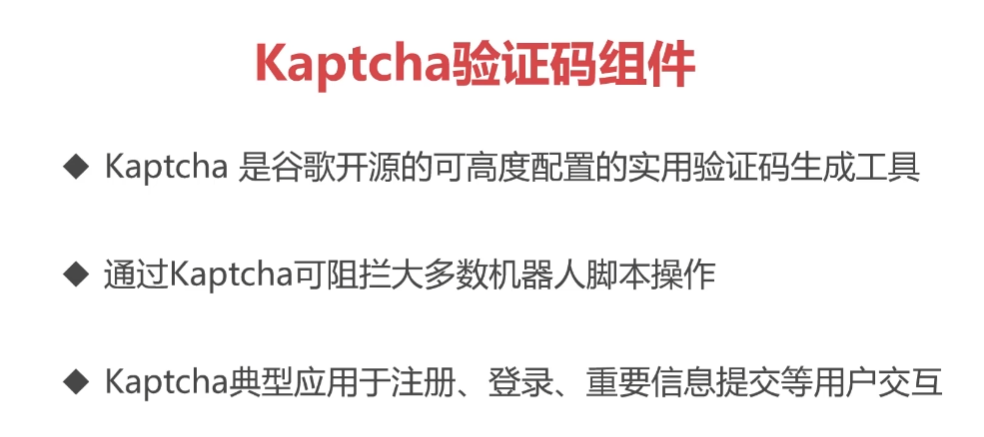 Kaptcha验证码组件
◆ Kaptcha 是谷歌开源的可高度配置的实用验证码生成工具
◆ 通过Kaptcha可阻拦大多数机器人脚本操作
◆ Kaptcha典型应用于注册、登录、重要信息提交等用户交互